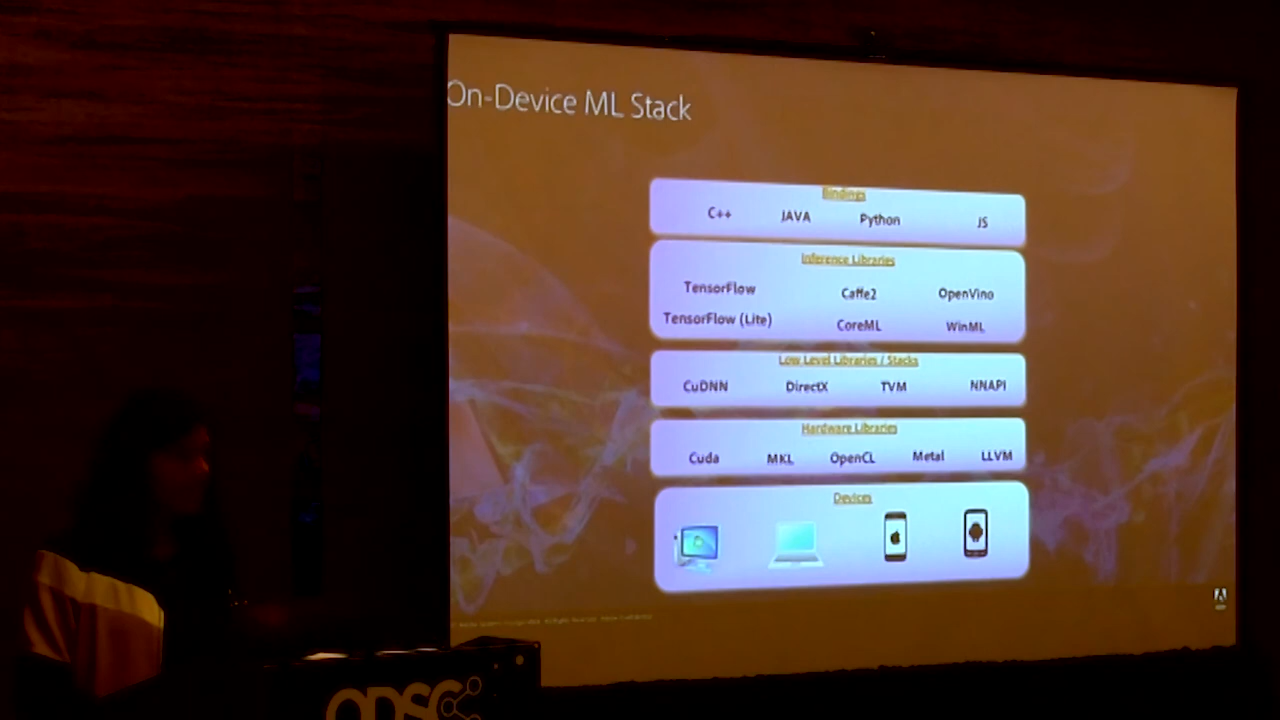 On-Device ML Stack
Bindings
C++ JAVA Python JS
Inference Libraries
TensorFlow Caffe2 OpenVino
TensorFlow (Lite) CoreML WinML
Low Level Libraries / Stacks
CuDNN DirectX TVM NNAPI
Hardware Libraries
Cuda MKL OpenCL Metal LLVM
Devices
ODSC